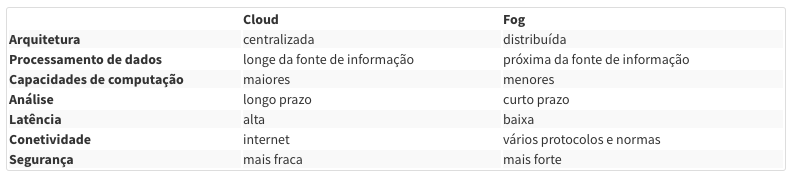 Cloud Fog
Arquitetura centralizada distribuída
Processamento de dados longe da fonte de informação próxima da fonte de informação
Capacidades de computação maiores menores
Análise longo prazo curto prazo
Latência alta baixa
Conetividade internet vários protocolos e normas
Segurança mais fraca mais forte